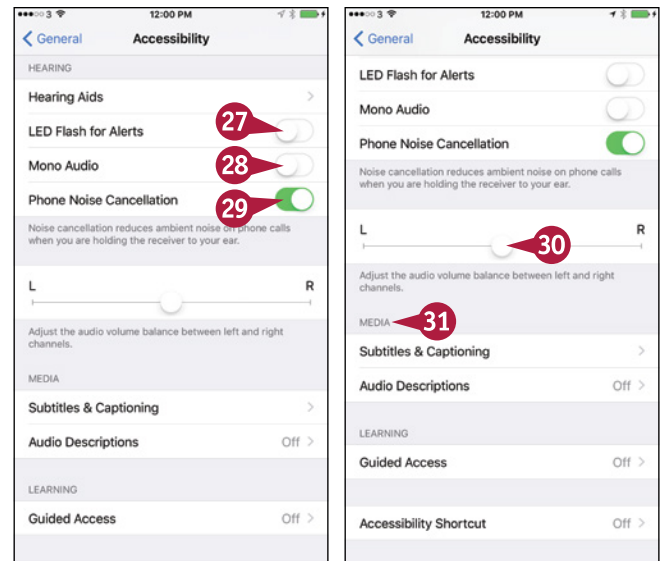 3 12:00 PM
General Accessibility
HEARING
Hearing Aids
LED Flash for Alerts
27
Mono Audio
28
Phone Noise Cancellation
29
Noise cancellation reduces ambient noise on phone calls
when you are holding the receiver to your ear.
L R
Adjust the audio volume balance between left and right
channels.
MEDIA
Subtitles & Captioning
Audio Descriptions Off
LEARNING
Guided Access Off
3 12:00 PM
General Accessibility
LED Flash for Alerts
Mono Audio
Phone Noise Cancellation
Noise cancellation reduces ambient noise on phone calls
when you are holding the receiver to your ear.
L R
30
Adjust the audio volume balance between left and right
channels.
MEDIA 31
Subtitles & Captioning
Audio Descriptions Off
LEARNING
Guided Access Off
Accessibility Shortcut Off